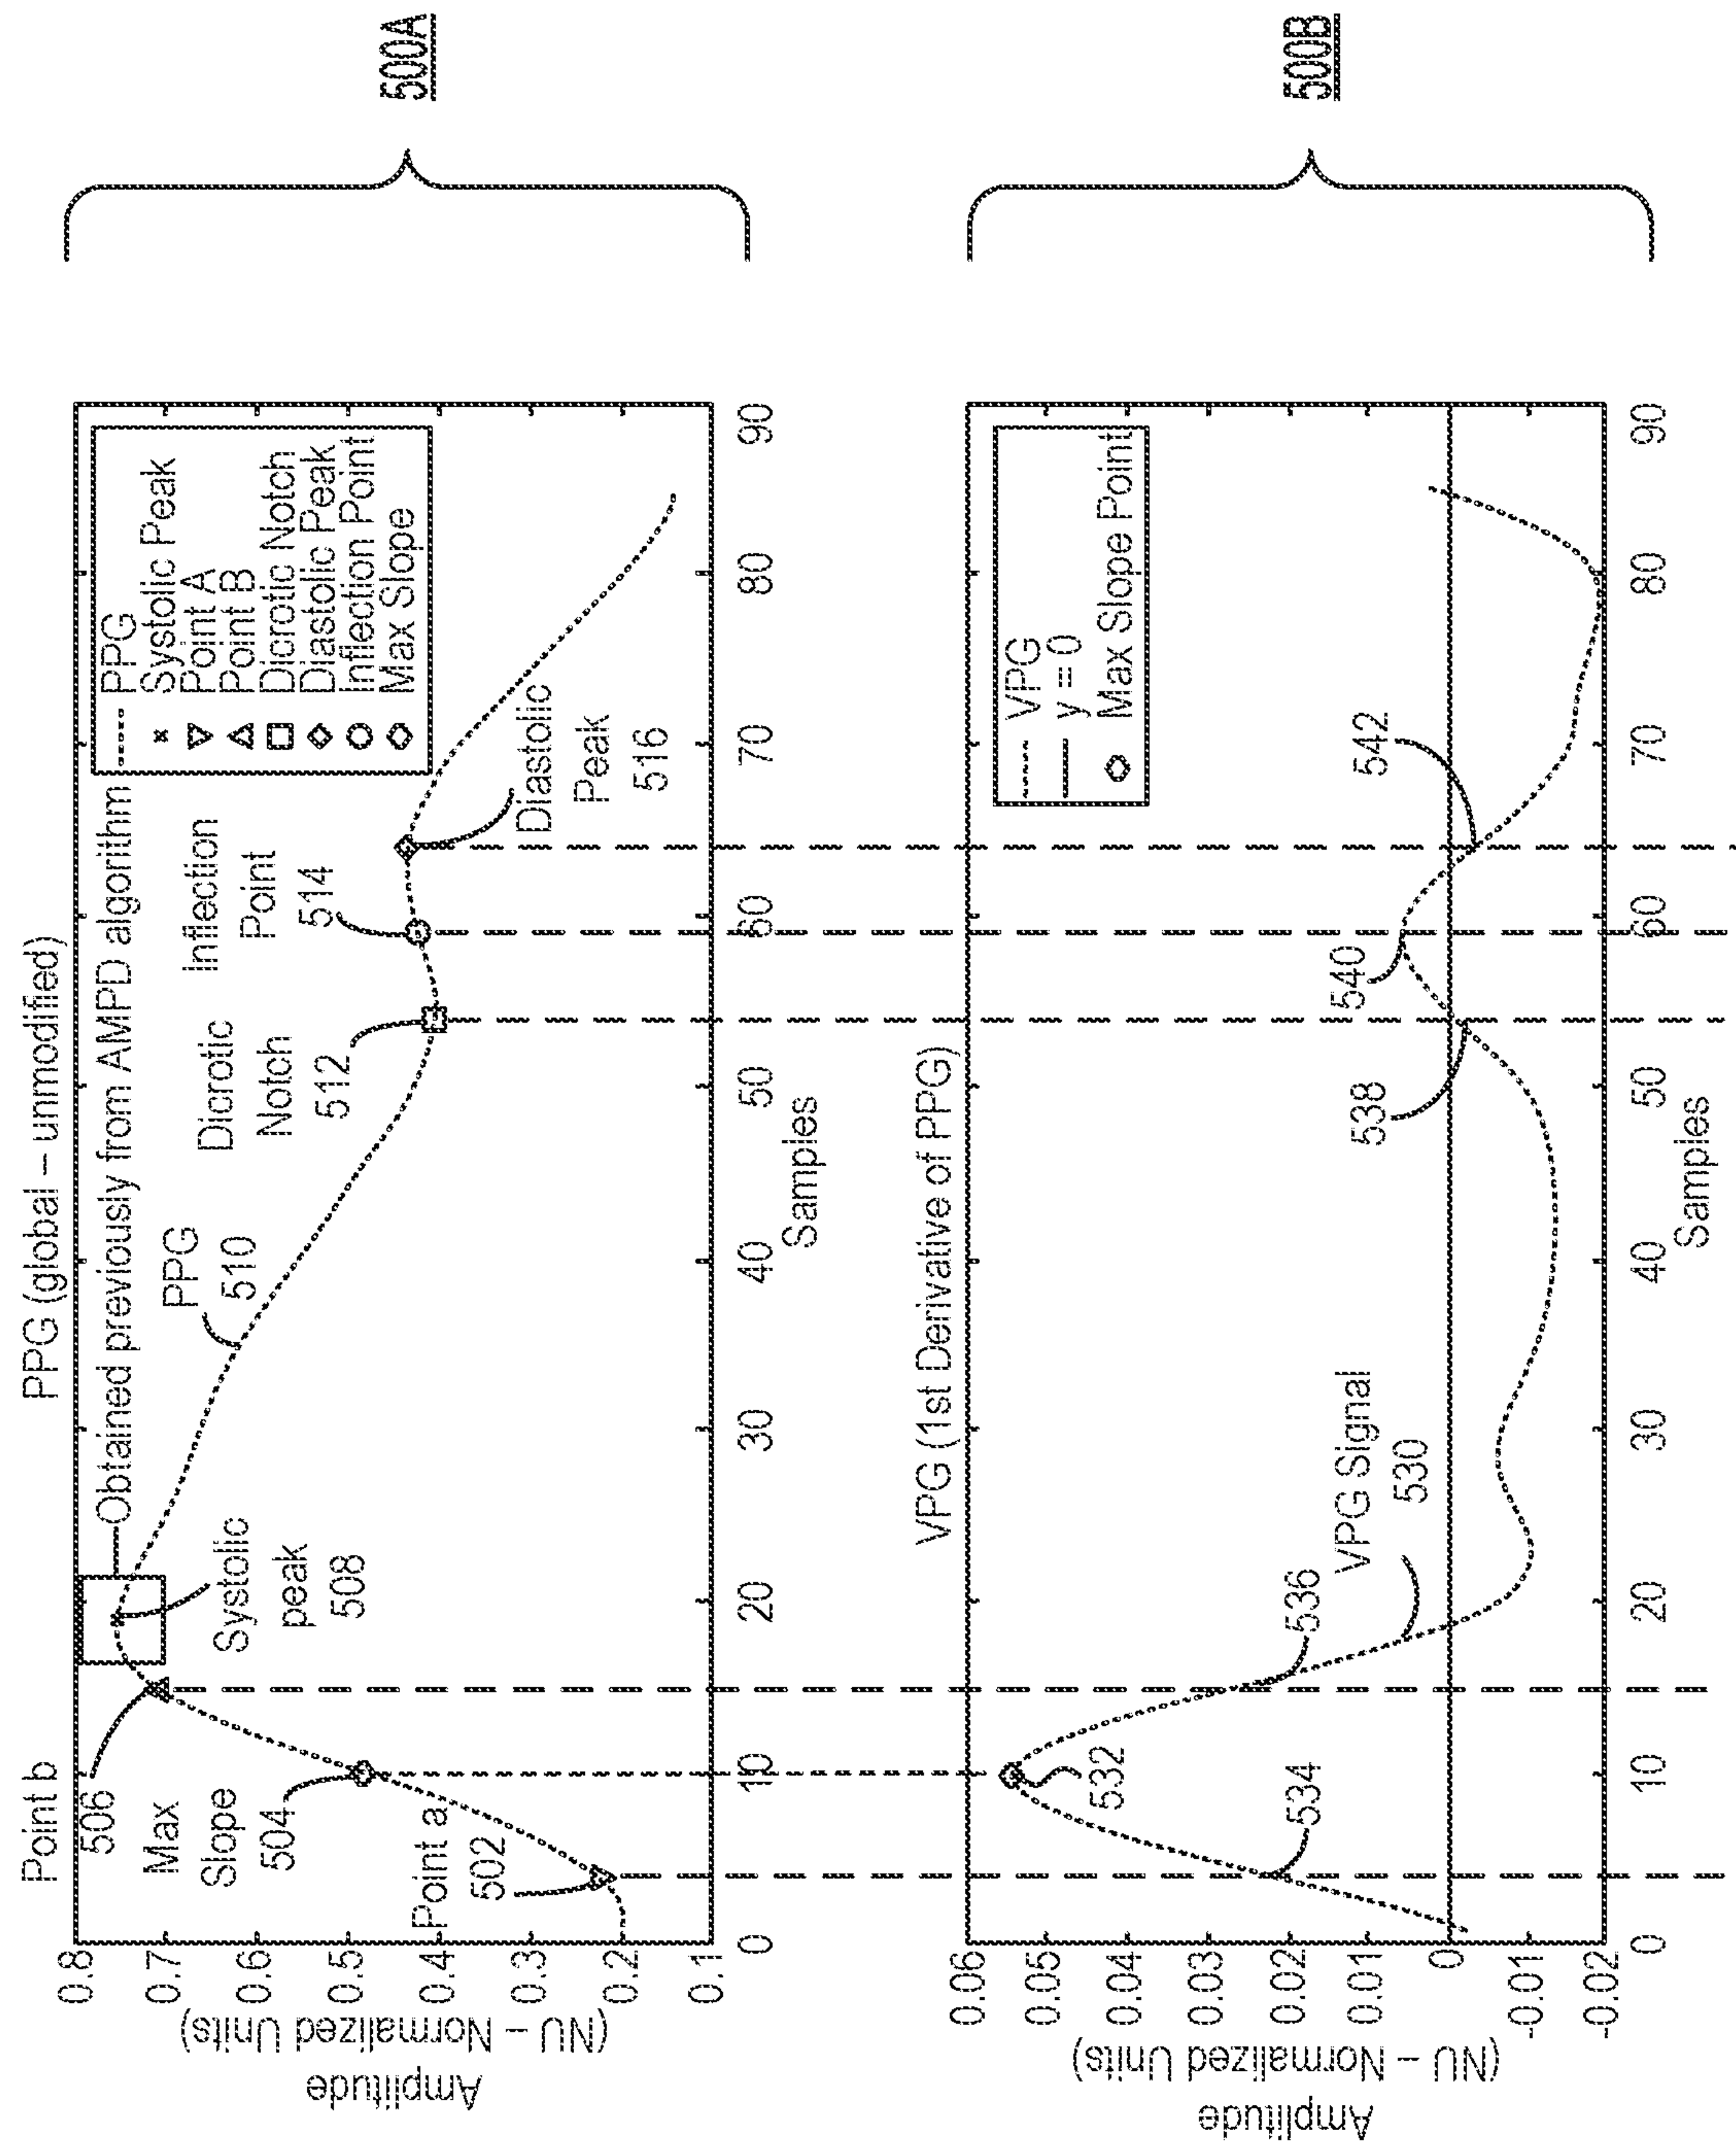 PPG (global – unmodified)
Point b
506
Obtained previously from AMPD algorithm
Max
Slope
504
Point a
502
Systolic
peak
508
PPG
510
Dicrotic
Notch
512
Inflection
Point
514
Diastolic
Peak
516
PPG
Systolic Peak
Point A
Point B
Dicrotic Notch
Diastolic Peak
Inflection Point
Max Slope
0.8
0.7
0.6
0.5
0.4
0.3
0.2
0.1
Amplitude
(NU – Normalized Units)
0 10 20 30 40 50 60 70 80 90
Samples
500A
VPG (1st Derivative of PPG)
VPG
y = 0
Max Slope Point
532
534
536
VPG Signal
530
538
540
542
0.06
0.05
0.04
0.03
0.02
0.01
0
-0.01
-0.02
Amplitude
(NU – Normalized Units)
0 10 20 30 40 50 60 70 80 90
Samples
500B